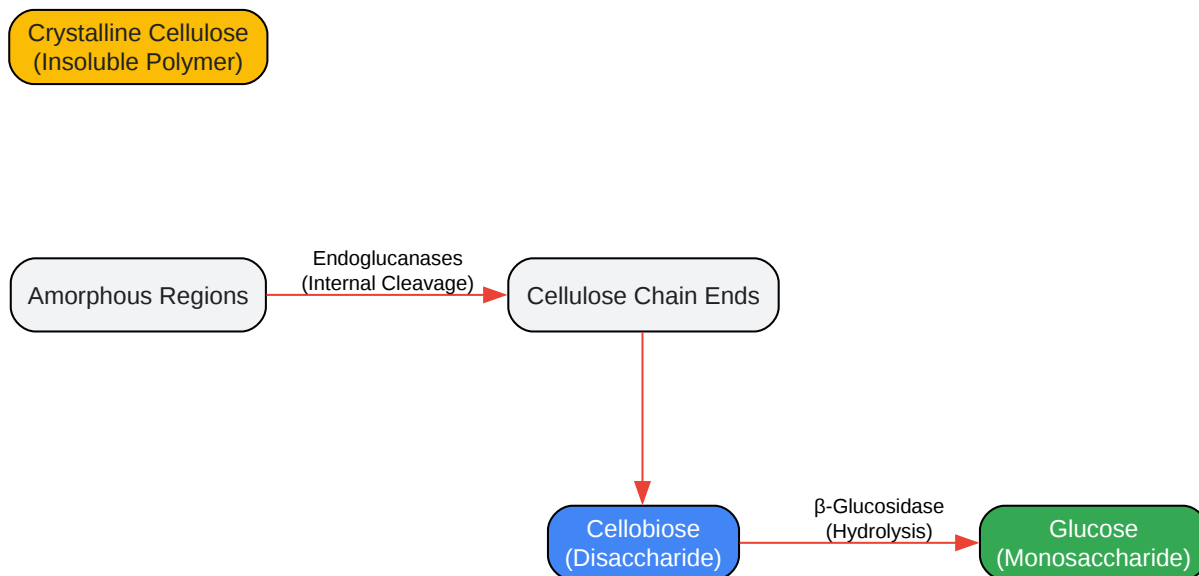 Crystalline Cellulose
(Insoluble Polymer)
Endoglucanases
(Internal Cleavage)
Amorphous Regions
Cellulose Chain Ends
β-Glucosidase
(Hydrolysis)
Cellobiose
(Disaccharide)
Glucose
(Monosaccharide)